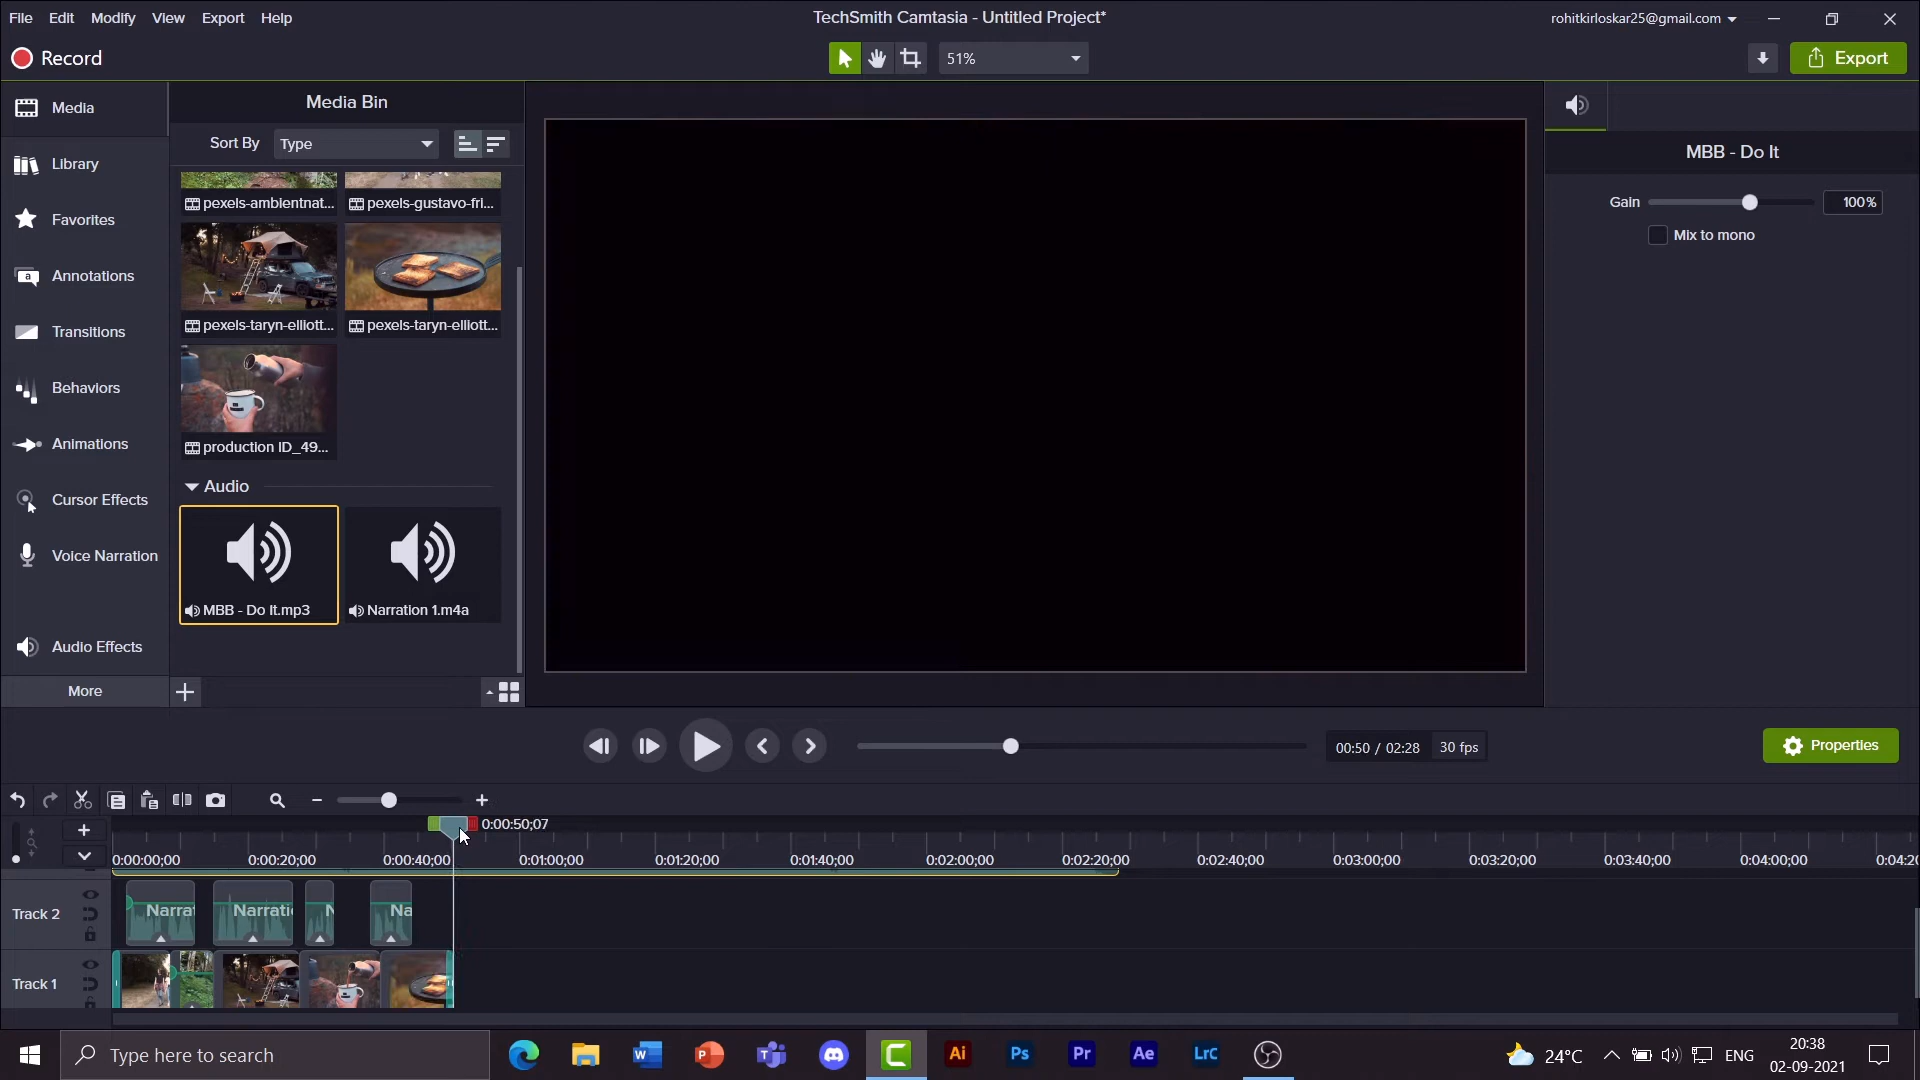 File Edit Modify View Export Help
TechSmith Camtasia - Untitled Project*
rohitkirloskar25@gmail.com
Record
51%
Export
Media
Library
Favorites
Annotations
Transitions
Behaviors
Animations
Cursor Effects
Voice Narration
Audio Effects
More
Media Bin
Sort By Type
pexels-ambientnat... pexels-gustavo-fri...
pexels-taryn-elliott... pexels-taryn-elliott...
production ID_49...
Audio
MBB - Do It.mp3 Narration 1.m4a
MBB - Do It
Gain 100%
Mix to mono
00:50 / 02:28 30 fps
Properties
0:00:50;07
0:00:00;00 0:00:20;00 0:00:40;00 0:01:00;00 0:01:20;00 0:01:40;00 0:02:00;00 0:02:20;00 0:02:40;00 0:03:00;00 0:03:20;00 0:03:40;00 0:04:00;00 0:04:20
Track 2 Narrat Narrati N Na
Track 1
Type here to search
24°C ENG
20:38
02-09-2021